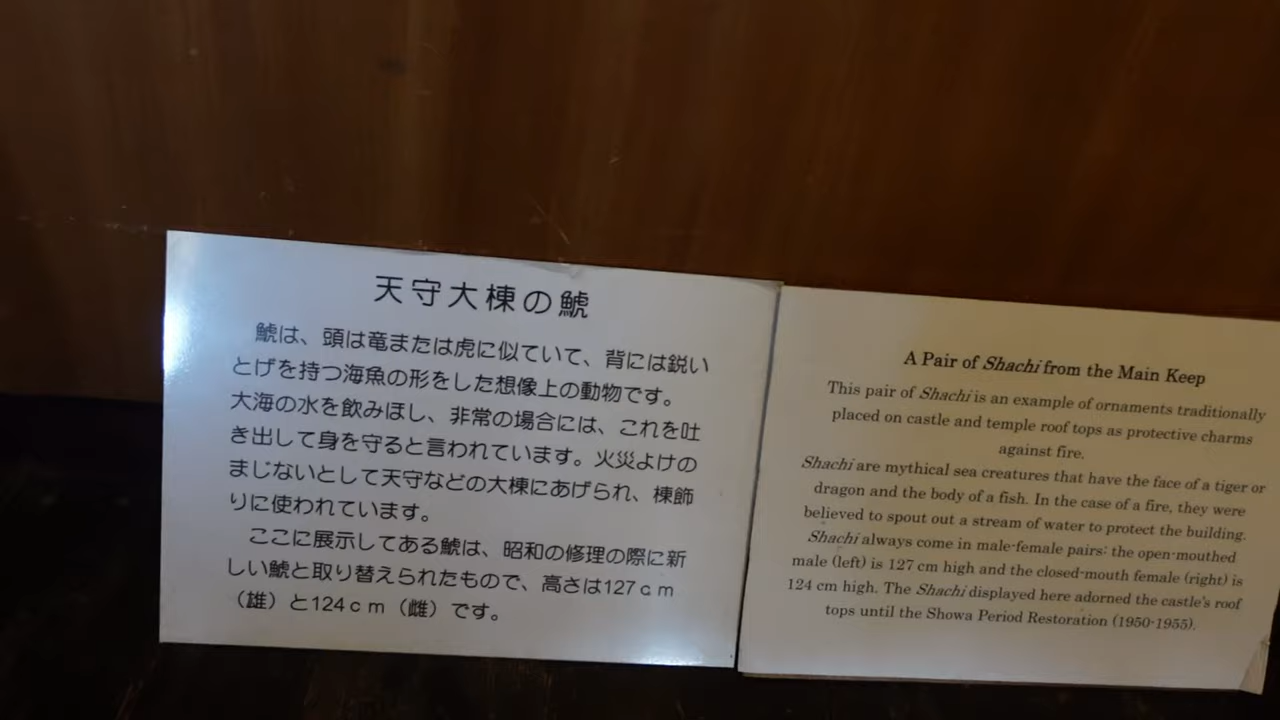 天守大棟の鯱
鯱は、頭は竜または虎に似ていて、背には鋭い
とげを持つ海魚の形をした想像上の動物です。
大海の水を飲みほし、非常の場合には、これを吐
き出して身を守ると言われています。火災よけの
まじないとして天守などの大棟にあげられ、棟飾
りに使われています。
ここに展示してある鯱は、昭和の修理の際に新
しい鯱と取り替えられたもので、高さは127cm
（雄）と124cm（雌）です。
A Pair of Shachi from the Main Keep
This pair of Shachi is an example of ornaments traditionally
placed on castle and temple roof tops as protective charms
against fire.
Shachi are mythical sea creatures that have the face of a tiger or
dragon and the body of a fish. In the case of a fire, they were
believed to spout out a stream of water to protect the building.
Shachi always come in male-female pairs: the open-mouthed
male (left) is 127 cm high and the closed-mouth female (right) is
124 cm high. The Shachi displayed here adorned the castle's roof
tops until the Showa Period Restoration (1950-1955).